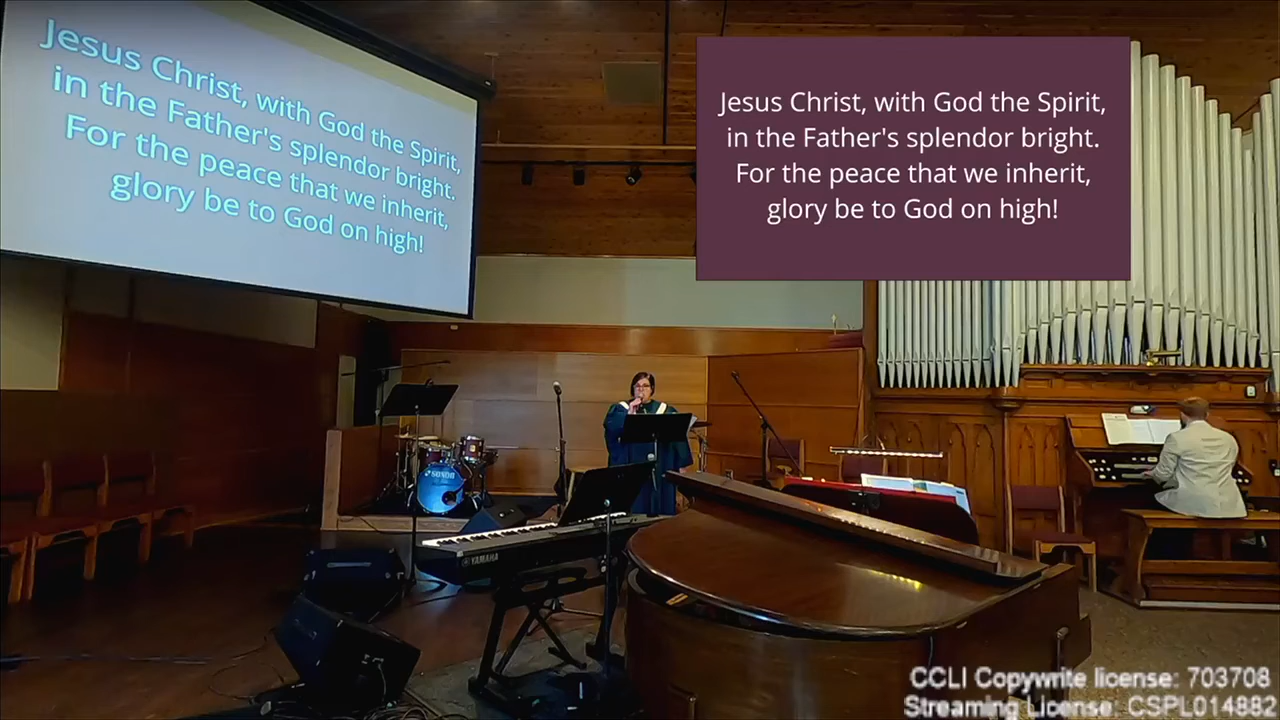 Jesus Christ, with God the Spirit,
in the Father's splendor bright.
For the peace that we inherit,
glory be to God on high!
Jesus Christ, with God the Spirit,
in the Father's splendor bright.
For the peace that we inherit,
glory be to God on high!
SONOR
YAMAHA
CCLI Copywrite license: 703708
Streaming License: CSPL014882